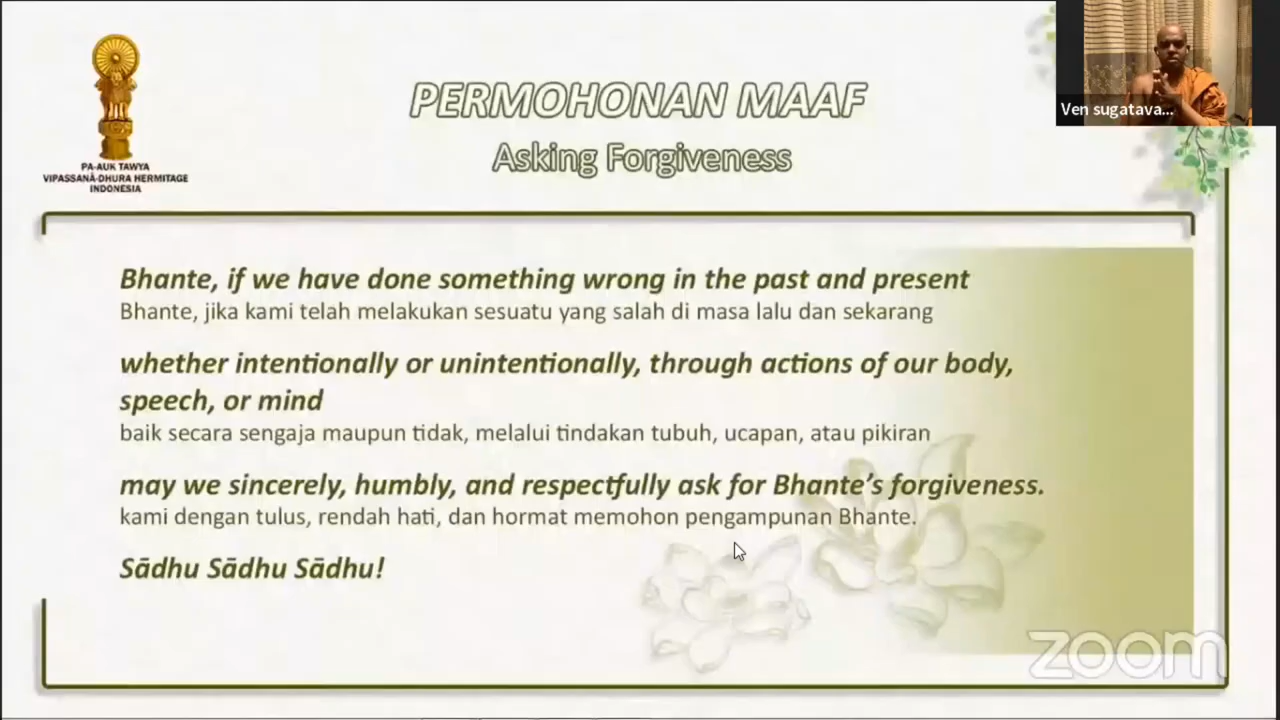 PA-AUK TAWYA
VIPASSANĀ-DHURA HERMITAGE
INDONESIA
PERMOHONAN MAAF
Asking Forgiveness
Ven sugatava...
Bhante, if we have done something wrong in the past and present
Bhante, jika kami telah melakukan sesuatu yang salah di masa lalu dan sekarang
whether intentionally or unintentionally, through actions of our body,
speech, or mind
baik secara sengaja maupun tidak, melalui tindakan tubuh, ucapan, atau pikiran
may we sincerely, humbly, and respectfully ask for Bhante’s forgiveness.
kami dengan tulus, rendah hati, dan hormat memohon pengampunan Bhante.
Sādhu Sādhu Sādhu!
zoom